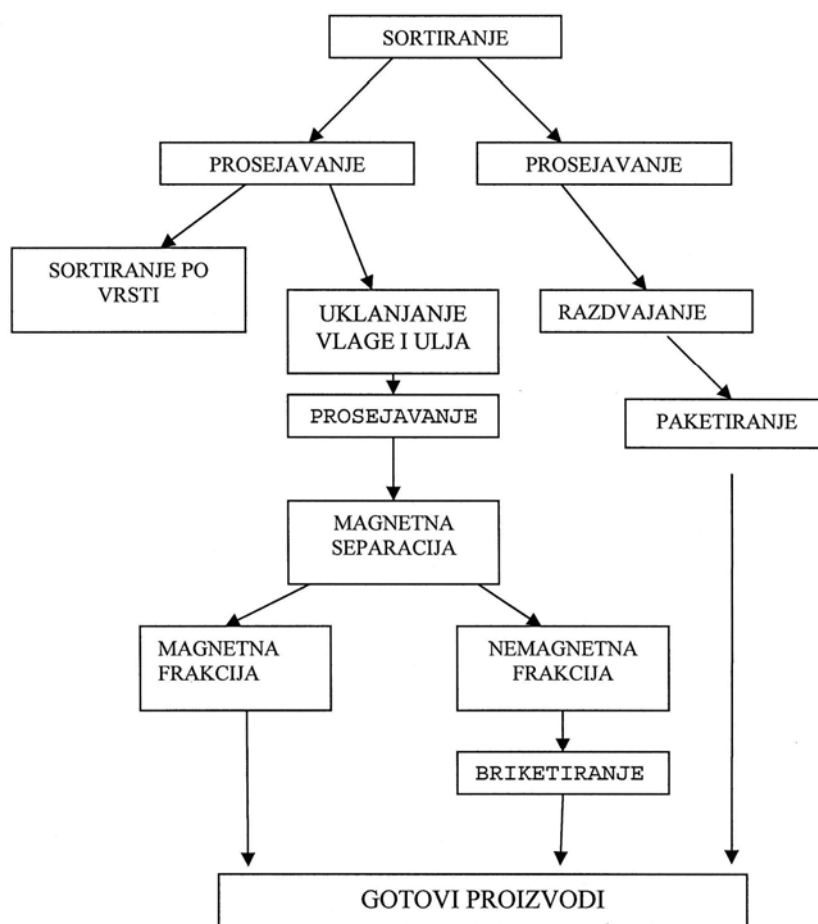 SORTIRANJE
PROSEJAVANJE
PROSEJAVANJE
SORTIRANJE PO
VRSTI
UKLANJANJE
VLAGE I ULJA
RAZDVAJANJE
PROSEJAVANJE
PAKETIRANJE
MAGNETNA
SEPARACIJA
MAGNETNA
FRAKCIJA
NEMAGNETNA
FRAKCIJA
BRIKETIRANJE
GOTOVI PROIZVODI